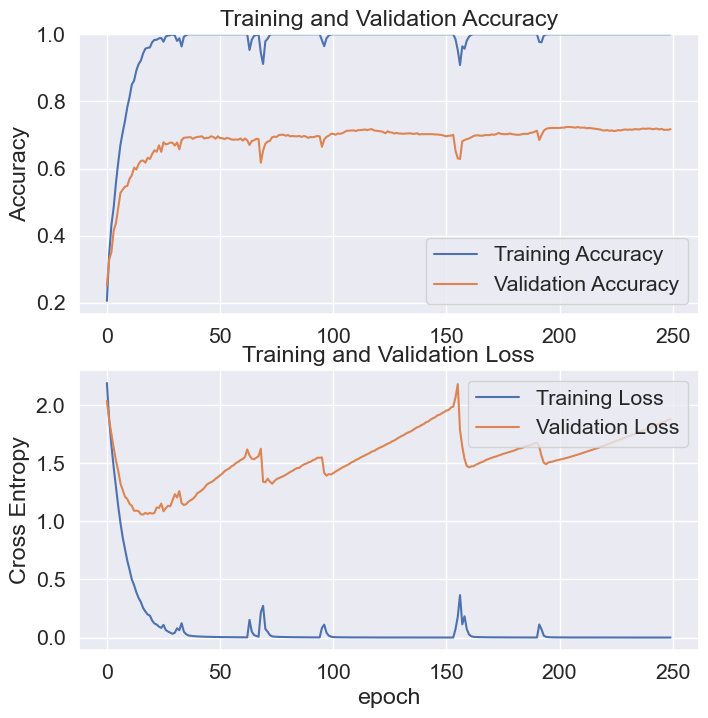 Training and Validation Accuracy
1.0
0.8
0.6
0.4
0.2
Accuracy
Training Accuracy
Validation Accuracy
0 50 100 150 200 250
Training and Validation Loss
2.0
1.5
1.0
0.5
0.0
Cross Entropy
Training Loss
Validation Loss
0 50 100 150 200 250
epoch